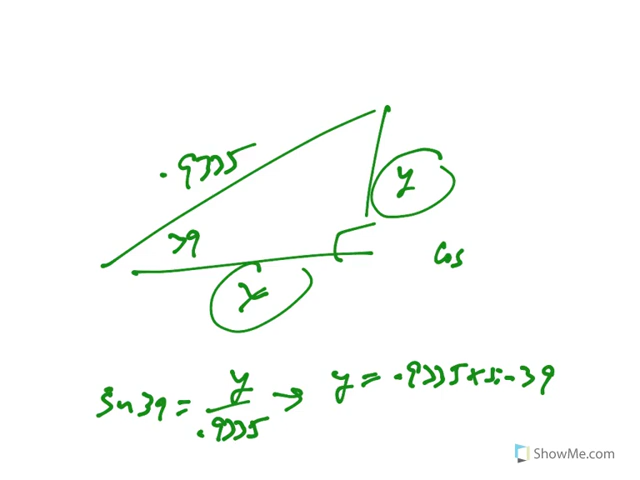 .9335
y
39
x
cos
sin 39 = y/.9335 → y = .9335 × sin 39
ShowMe.com